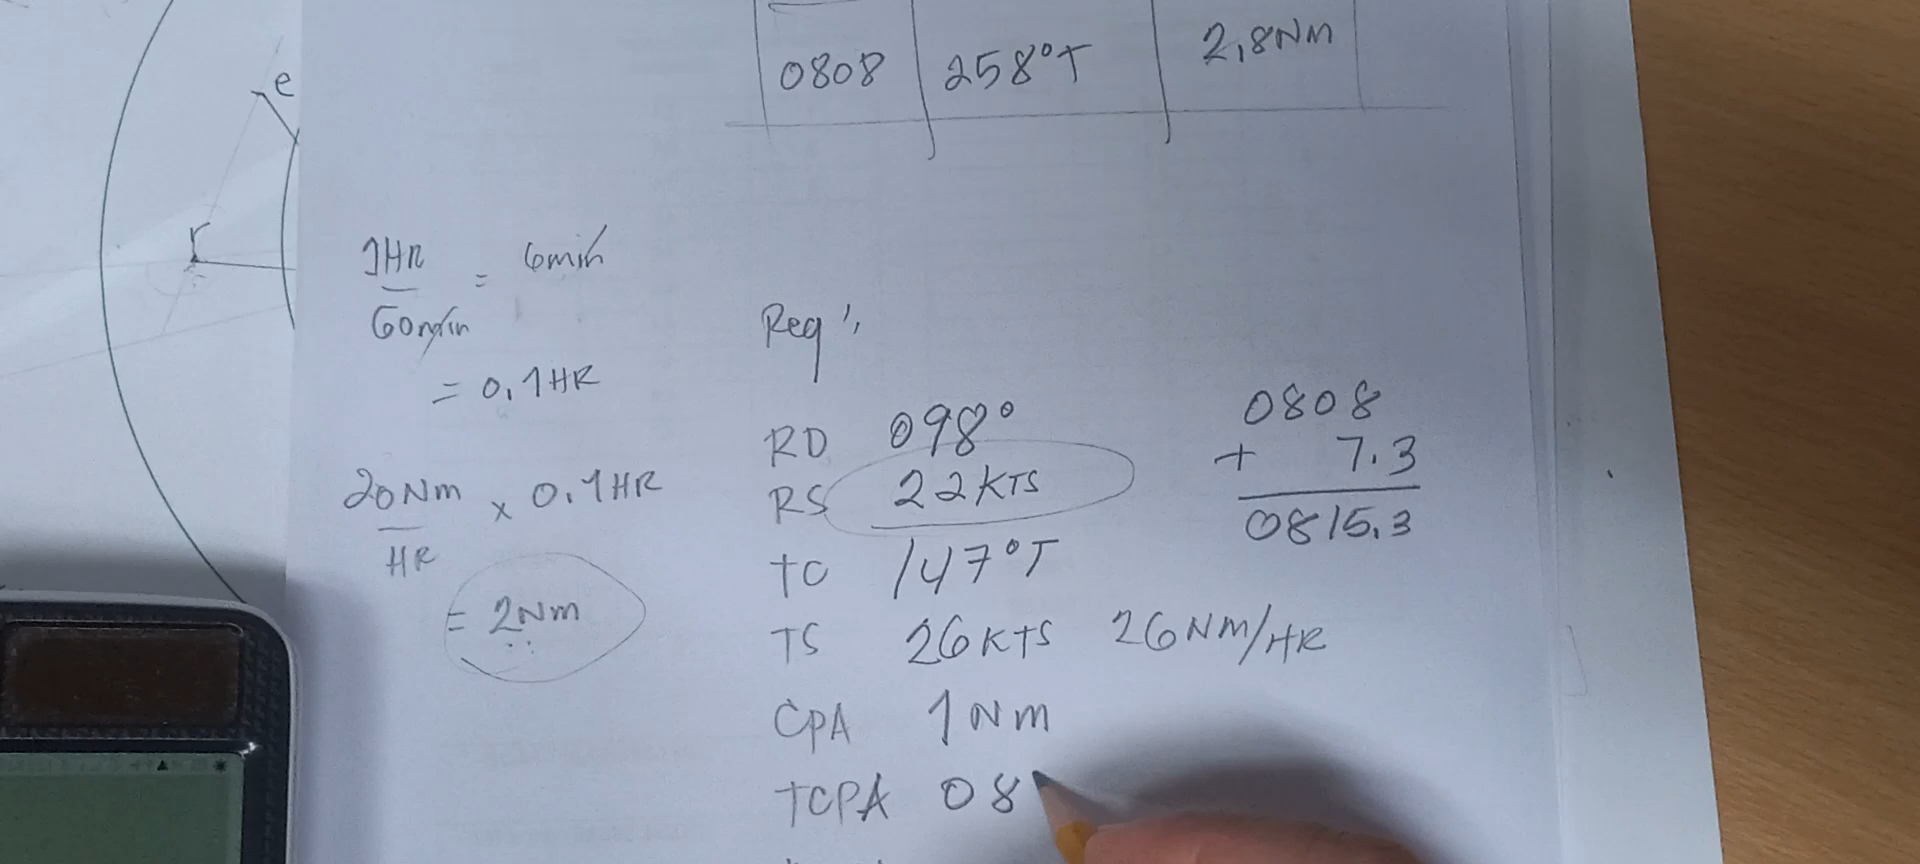 0808 258°T 2,8NM
e
r
1HR = 6min
60min
= 0,1HR
20Nm × 0.1HR
HR
= 2Nm
Req',
RD 098°
RS 22KTS
TC 147°T
TS 26KTS 26NM/HR
CPA 1Nm
TCPA 08
0808
+ 7.3
0815.3